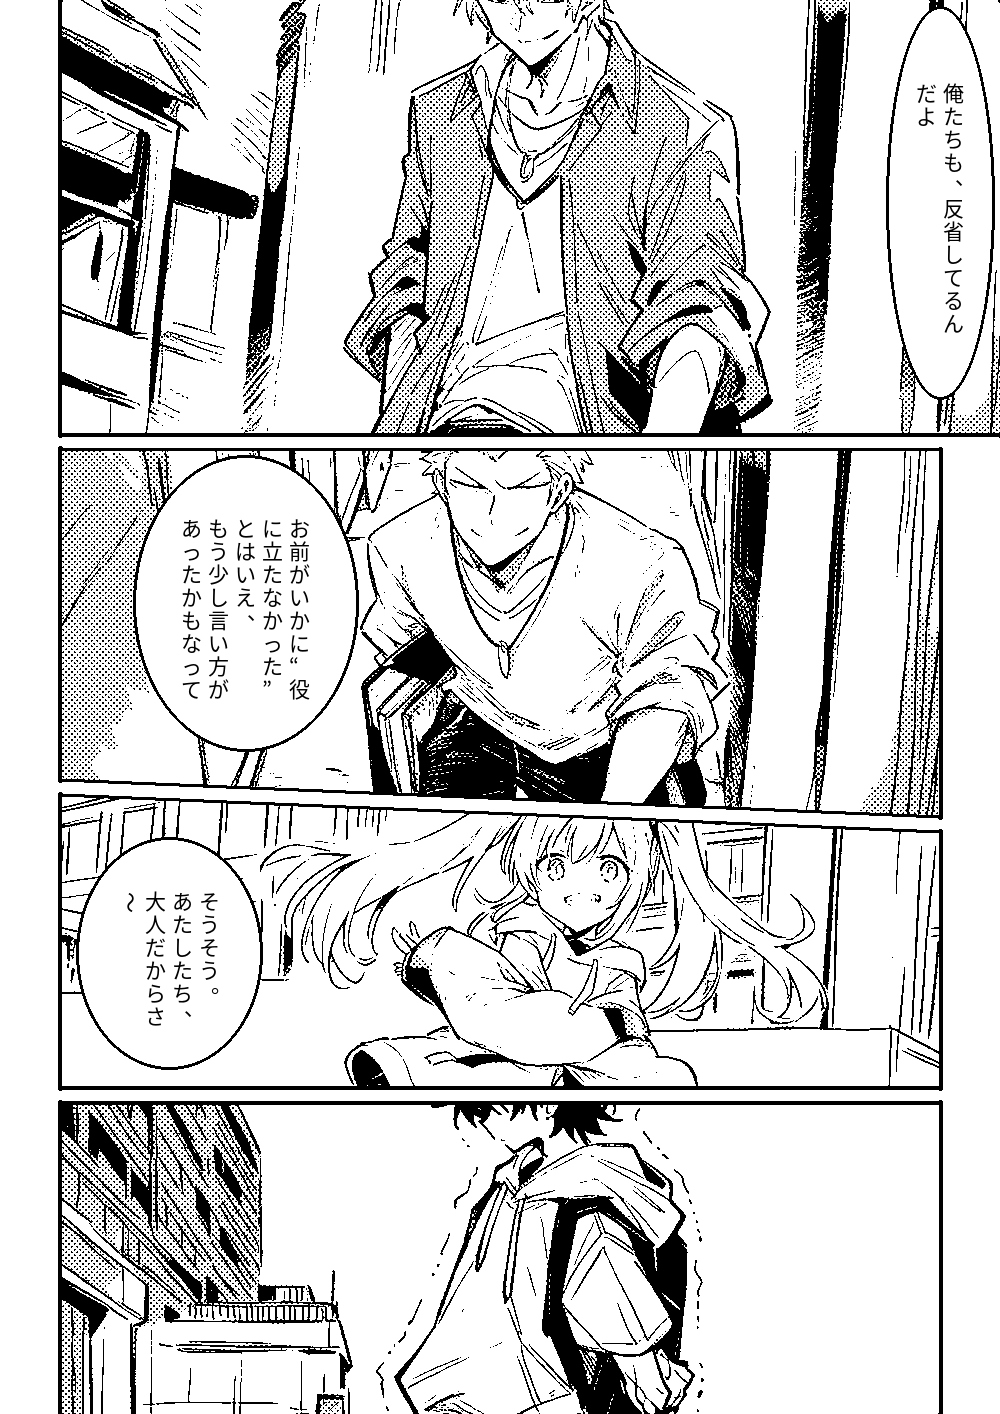 俺たちも、反省してるん
だよ
お前がいかに“役
に立たなかった”
とはいえ、
もう少し言い方が
あったかもなって
そうそう。
あたしたち、
大人だからさ
～